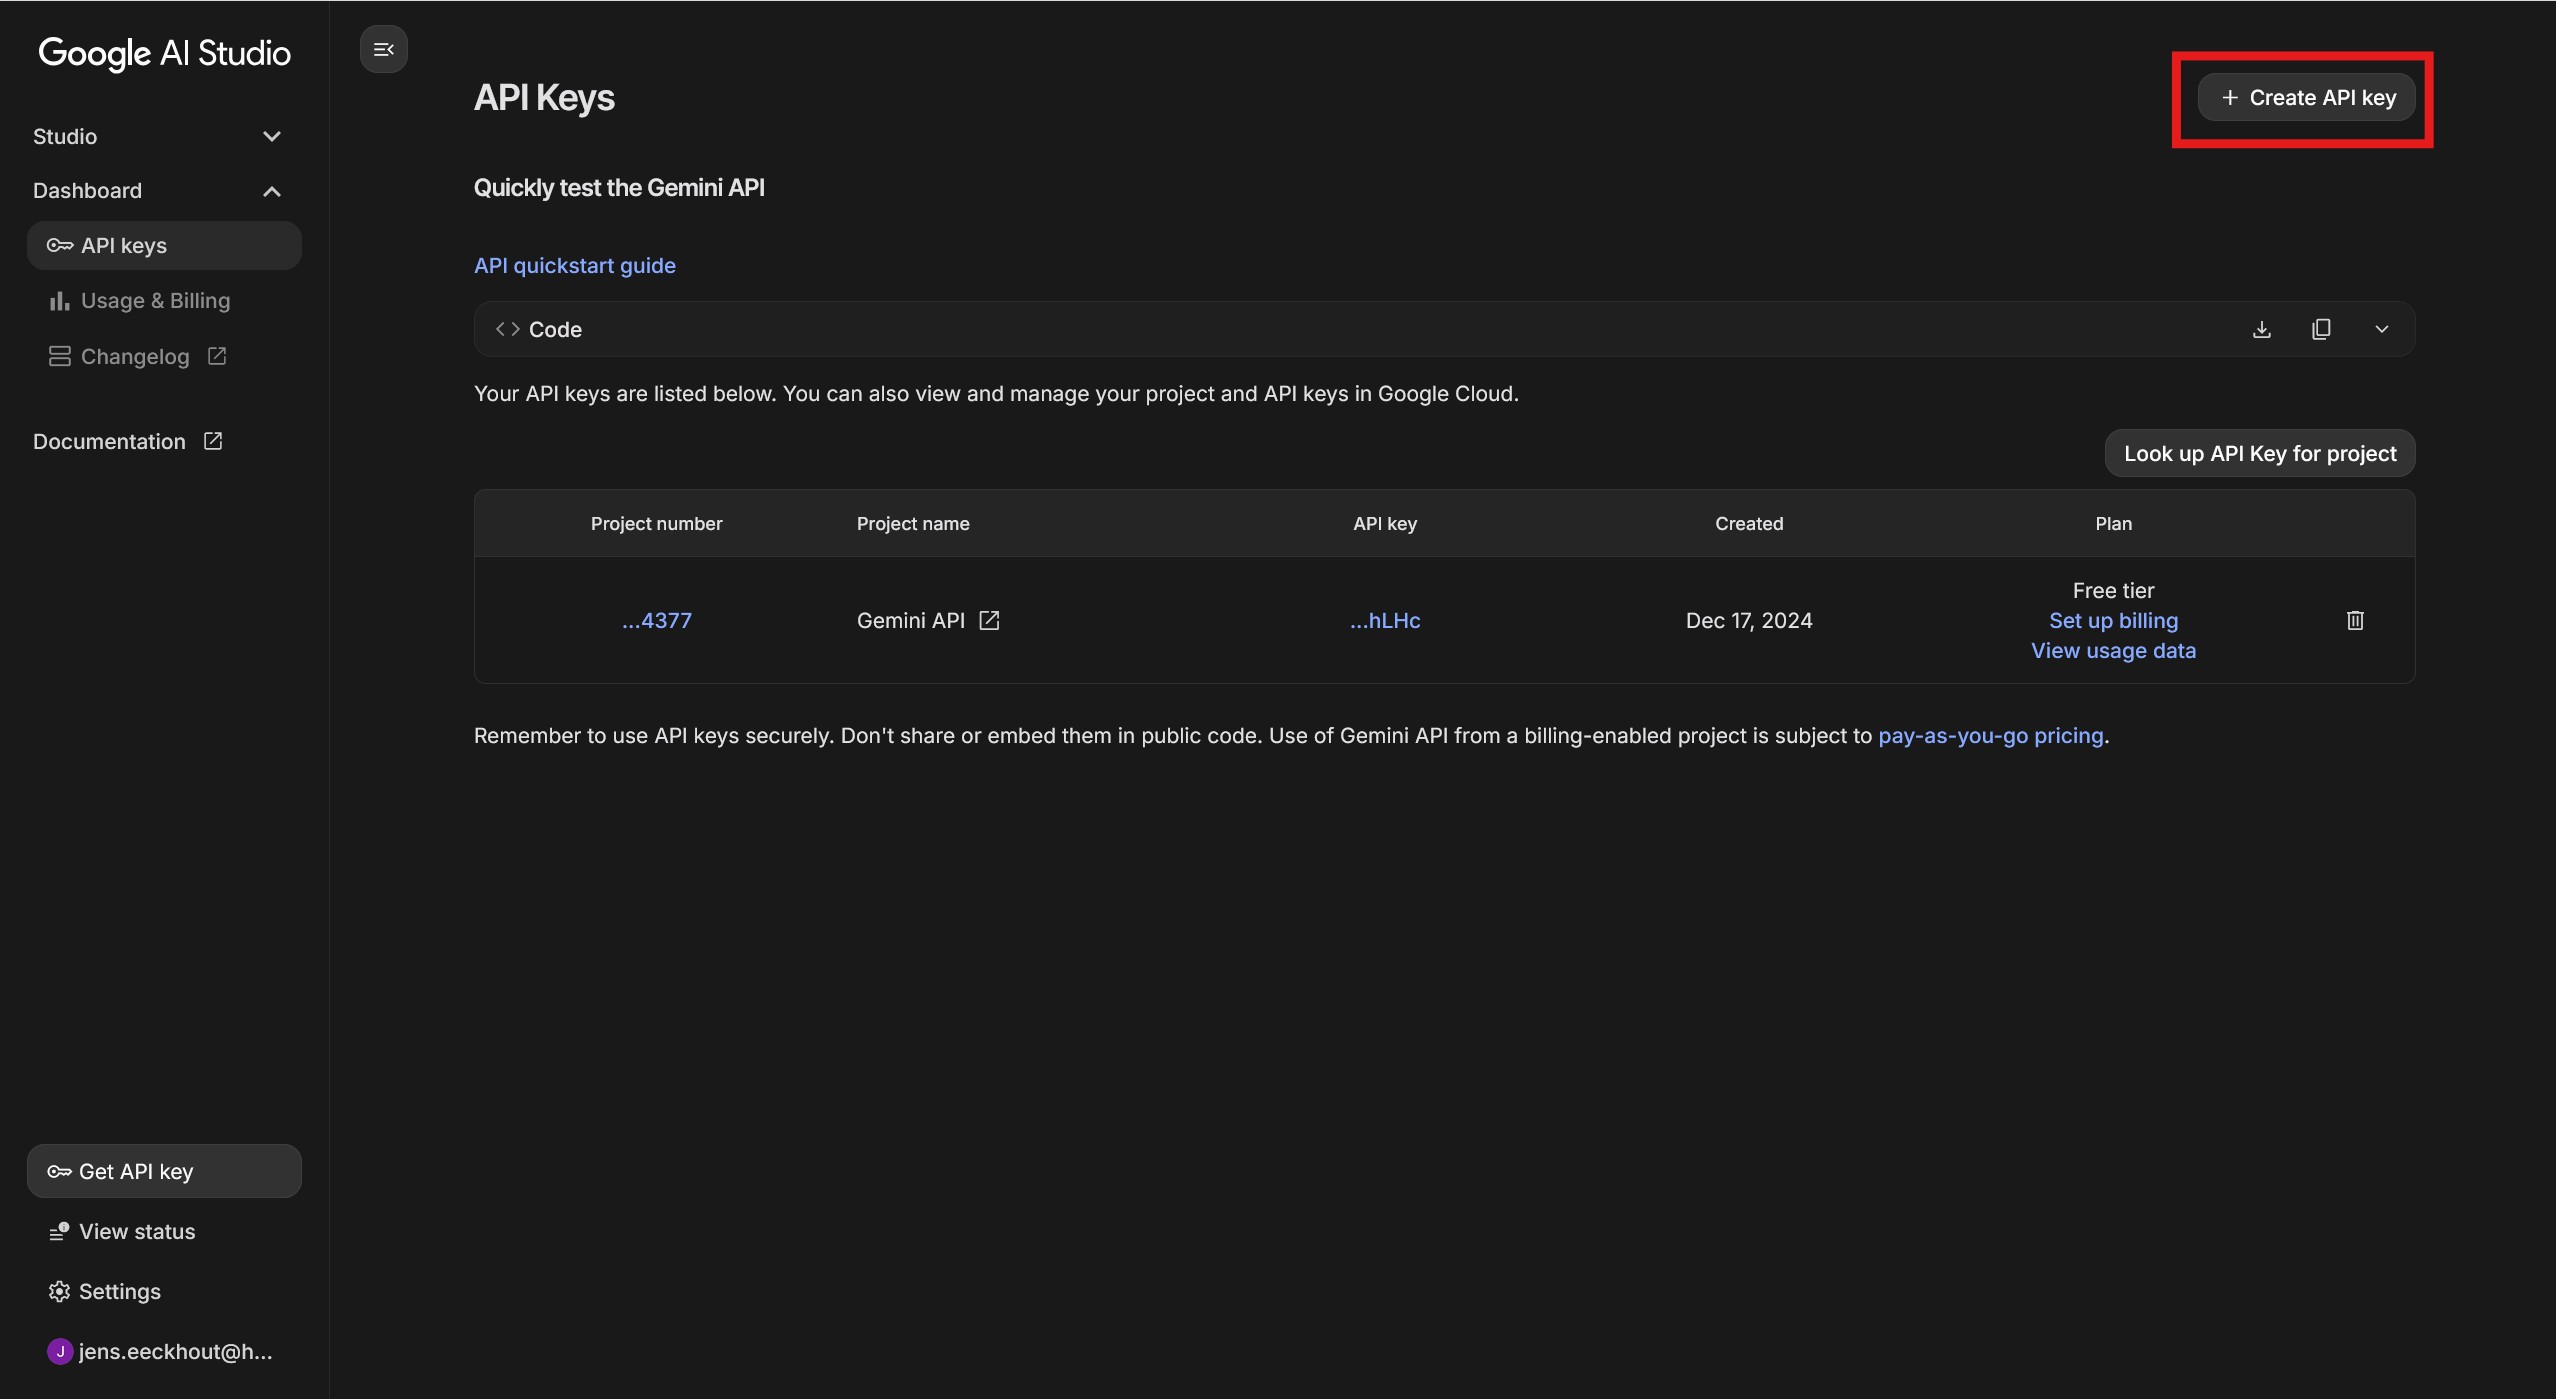 Google AI Studio
Studio
Dashboard
API keys
Usage & Billing
Changelog
Documentation
Get API key
View status
Settings
J
jens.eeckhout@h...
API Keys
+ Create API key
Quickly test the Gemini API
API quickstart guide
<> Code
Your API keys are listed below. You can also view and manage your project and API keys in Google Cloud.
Look up API Key for project
Project number Project name API key Created Plan
...4377 Gemini API ...hLHc Dec 17, 2024 Free tier
Set up billing
View usage data
Remember to use API keys securely. Don't share or embed them in public code. Use of Gemini API from a billing-enabled project is subject to pay-as-you-go pricing.